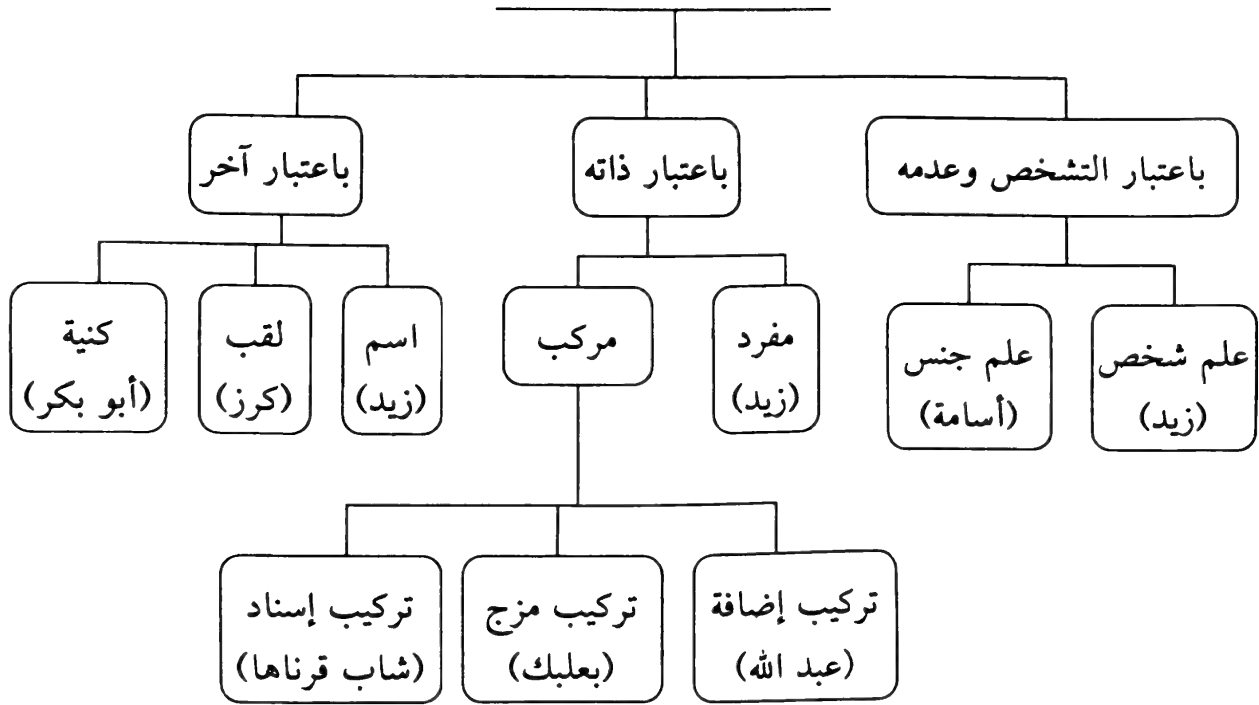 باعتبار التشخص وعدمه
باعتبار ذاته
باعتبار آخر
علم شخص
(زيد)
علم جنس
(أسامة)
مفرد
(زيد)
مركب
اسم
(زيد)
لقب
(كرز)
كنية
(أبو بكر)
تركيب إضافة
(عبد الله)
تركيب مزج
(بعلبك)
تركيب إسناد
(شاب قرناها)